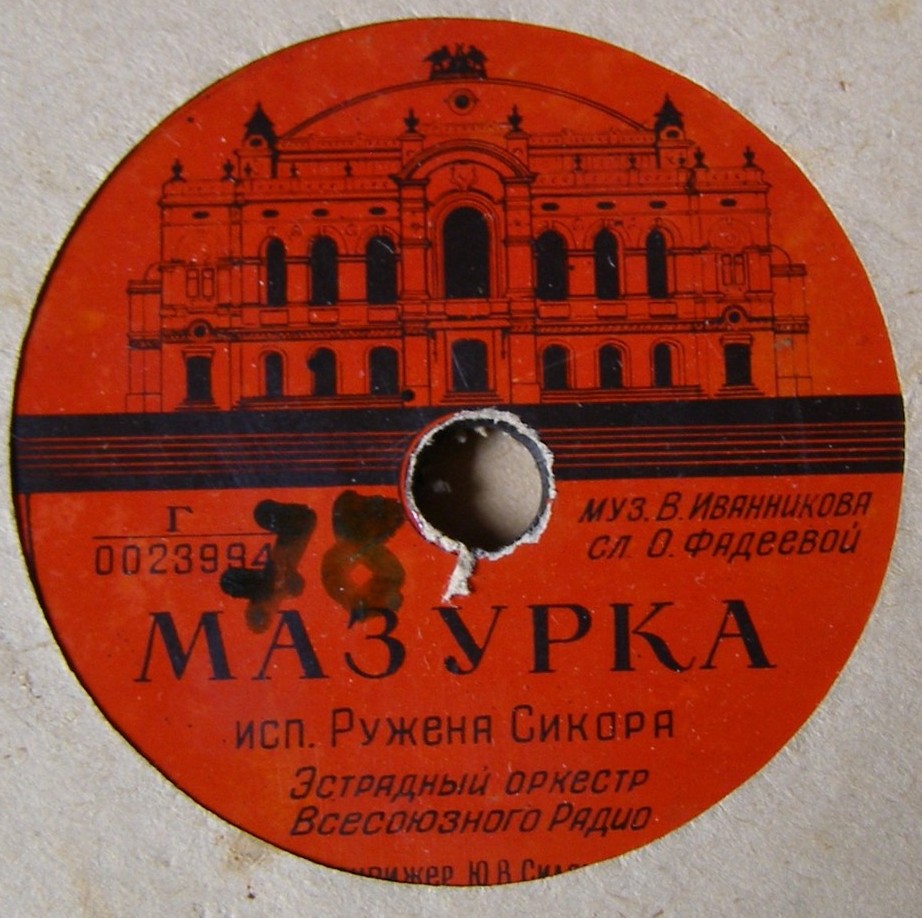 Г
0023994
78
муз. В. Иванникова
сл. О. Фадеевой
МАЗУРКА
исп. Ружена Сикора
Эстрадный оркестр
Всесоюзного Радио
Ю. В.